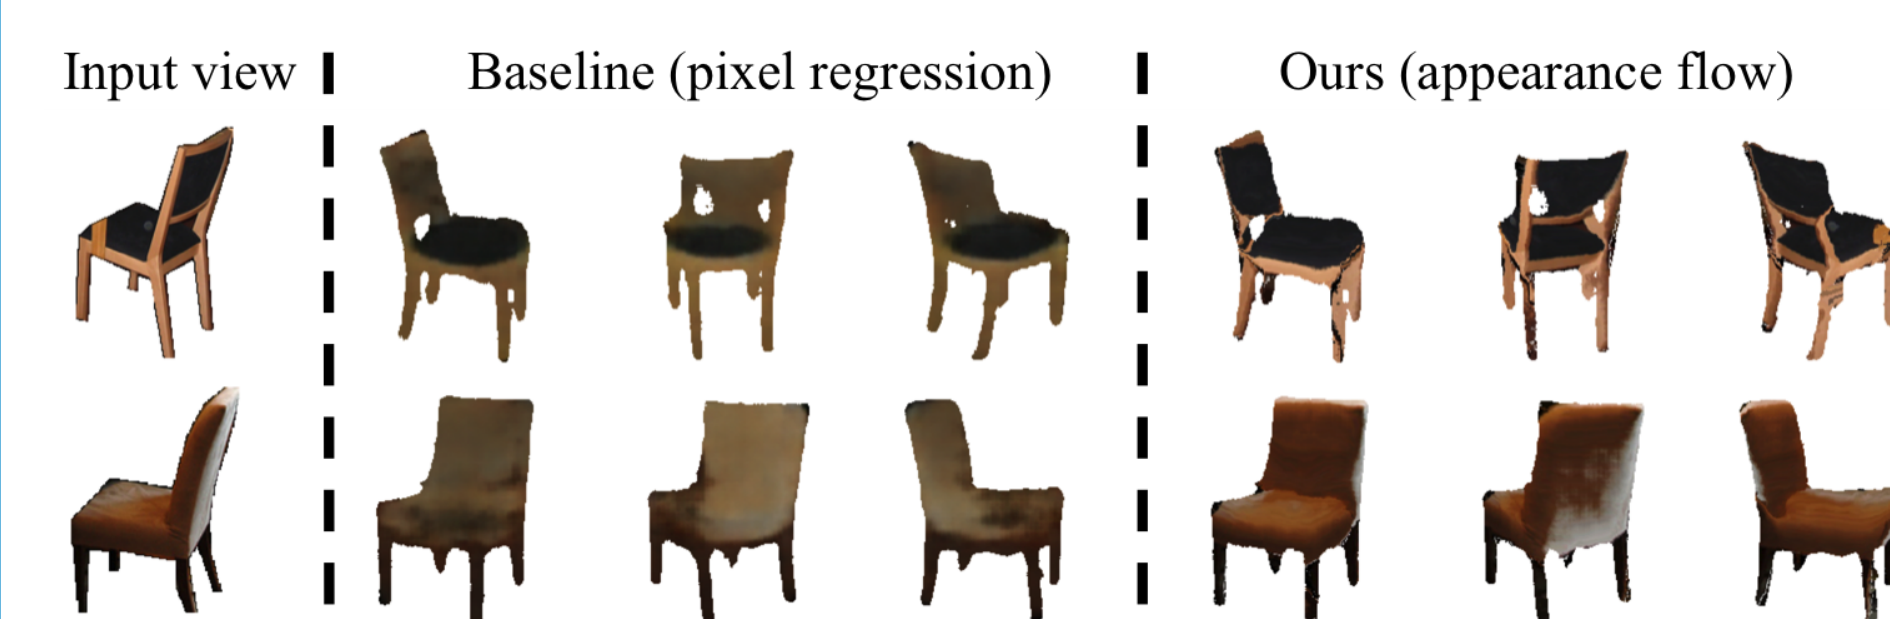 Input view
Baseline (pixel regression)
Ours (appearance flow)